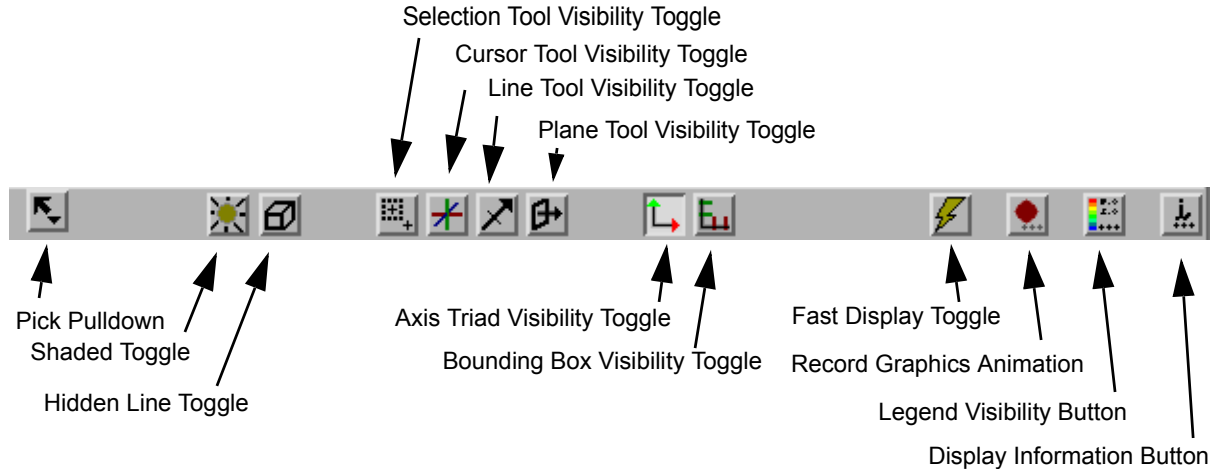 Selection Tool Visibility Toggle
Cursor Tool Visibility Toggle
Line Tool Visibility Toggle
Plane Tool Visibility Toggle
Pick Pulldown
Shaded Toggle
Hidden Line Toggle
Axis Triad Visibility Toggle
Bounding Box Visibility Toggle
Fast Display Toggle
Record Graphics Animation
Legend Visibility Button
Display Information Button